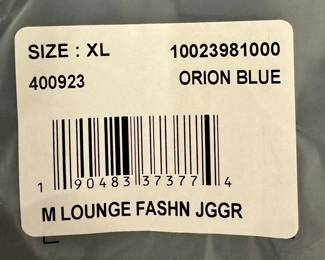 SIZE : XL 10023981000
400923 ORION BLUE
1 90483 37377 4
M LOUNGE FASHN JGGR